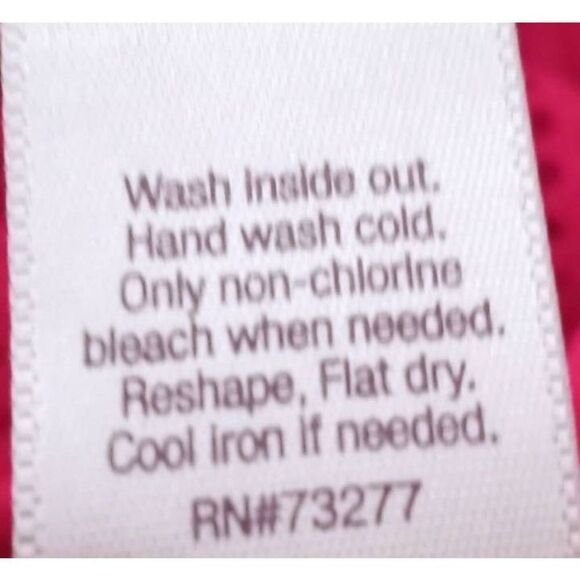 Wash inside out.
Hand wash cold.
Only non-chlorine
bleach when needed.
Reshape, Flat dry.
Cool iron if needed.
RN#73277